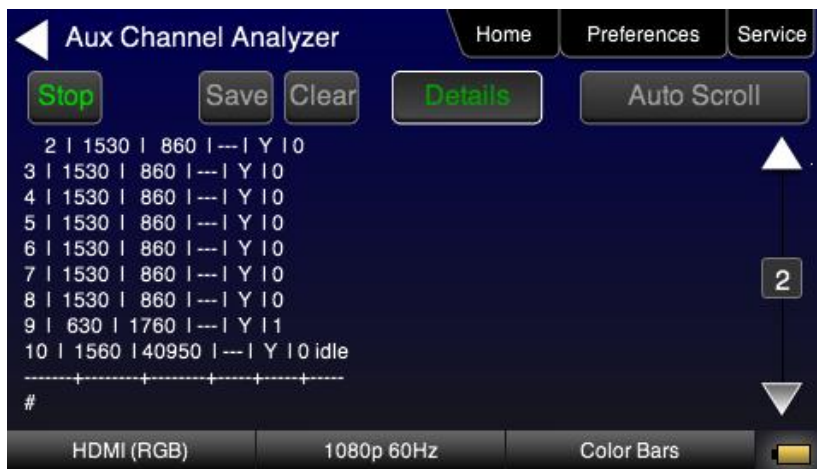 Aux Channel Analyzer
Home
Preferences
Service
Stop
Save
Clear
Details
Auto Scroll
2 | 1530 | 860 |---| Y |0
3 | 1530 | 860 |---| Y |0
4 | 1530 | 860 |---| Y |0
5 | 1530 | 860 |---| Y |0
6 | 1530 | 860 |---| Y |0
7 | 1530 | 860 |---| Y |0
8 | 1530 | 860 |---| Y |0
9 | 630 | 1760 |---| Y |1
10 | 1560 |40950 |---| Y |0 idle
-------+--------+--------+-----+-----+-----
#
2
HDMI (RGB)
1080p 60Hz
Color Bars